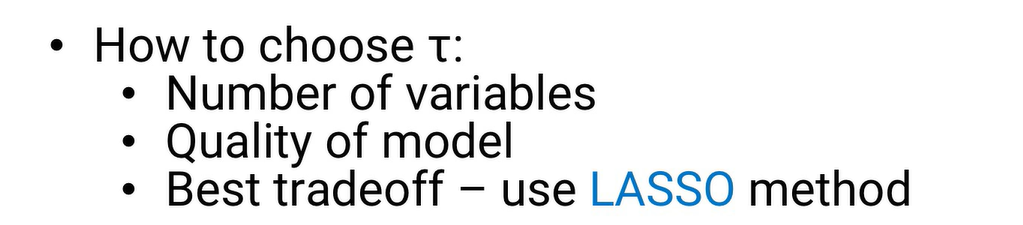 • How to choose τ:
• Number of variables
• Quality of model
• Best tradeoff – use LASSO method